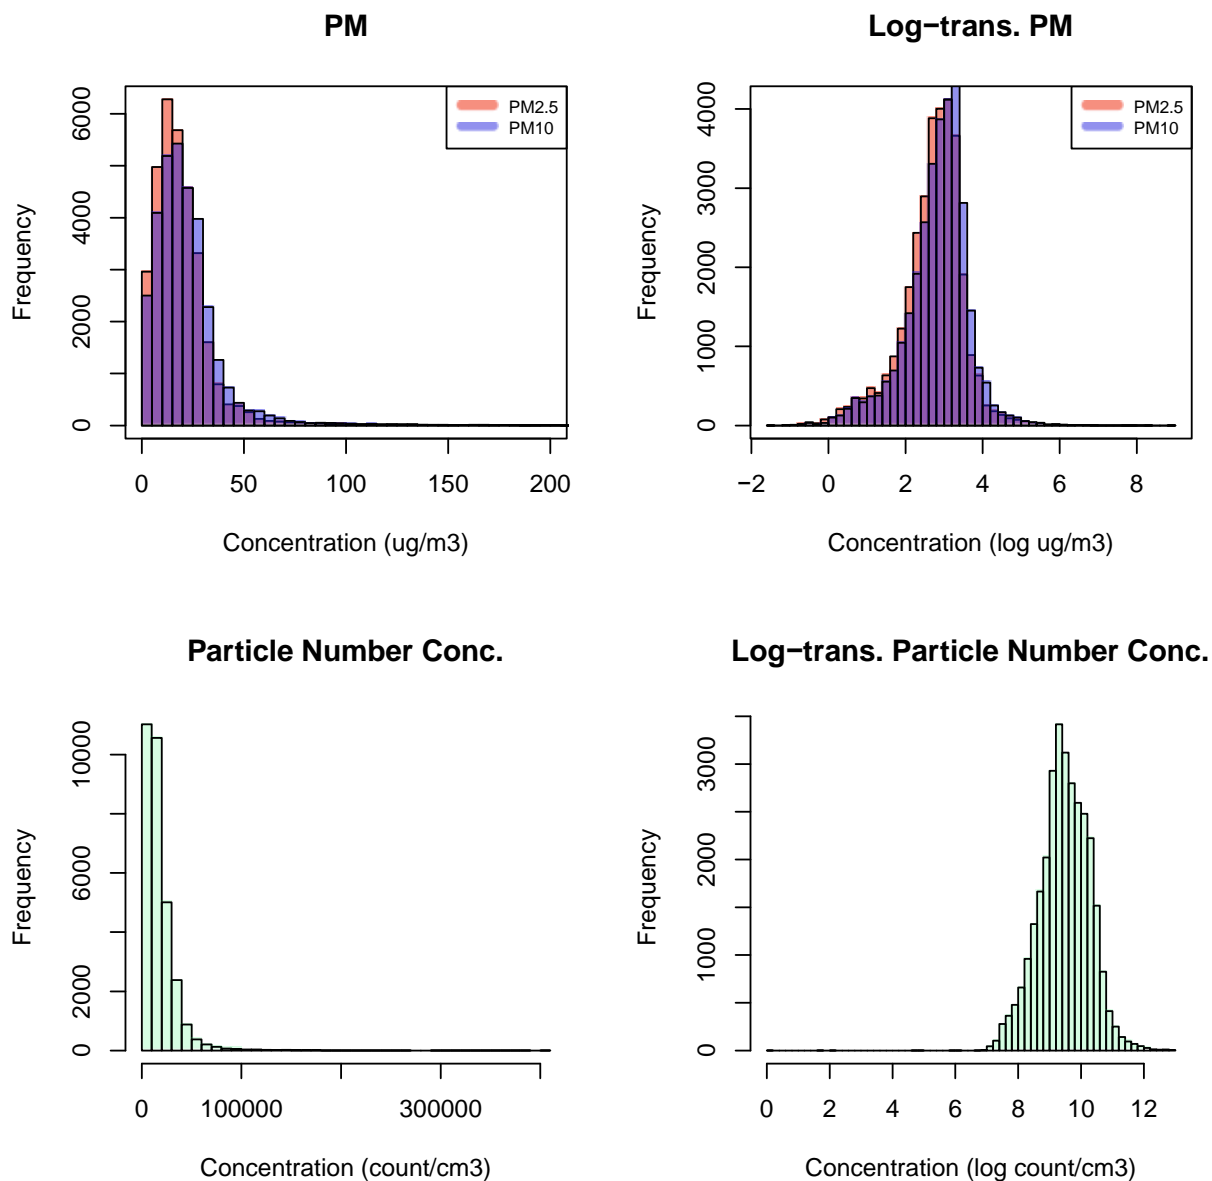 PM
PM2.5
PM10
6000
4000
2000
0
Frequency
0 50 100 150 200
Concentration (ug/m3)
Log−trans. PM
PM2.5
PM10
4000
3000
2000
1000
0
Frequency
−2 0 2 4 6 8
Concentration (log ug/m3)
Particle Number Conc.
10000
6000
2000
0
Frequency
0 100000 300000
Concentration (count/cm3)
Log−trans. Particle Number Conc.
3000
2000
1000
0
Frequency
0 2 4 6 8 10 12
Concentration (log count/cm3)